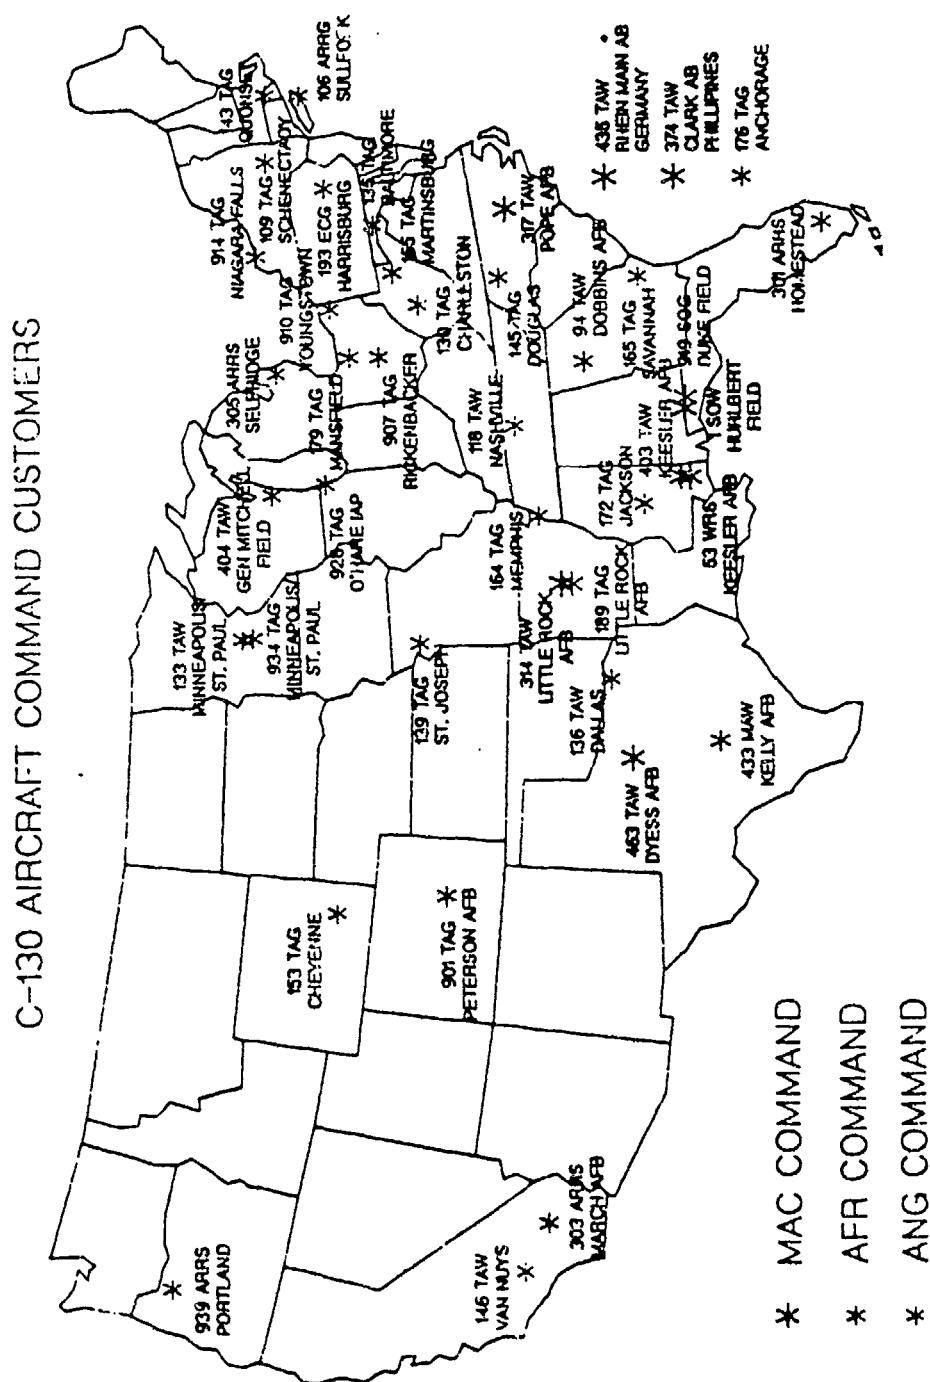 C-130 AIRCRAFT COMMAND CUSTOMERS
939 ARRS
PORTLAND
146 TAW
VAN NUYS
303 ARRS
MARCH AFB
153 TAG
CHEYENNE
901 TAG
PETERSON AFB
133 TAW
MINNEAPOLIS/
ST. PAUL
934 TAG
MINNEAPOLIS/
ST. PAUL
139 TAG
ST. JOSEPH
463 TAW
DYESS AFB
433 MAW
KELLY AFB
136 TAW
DALLAS
314 TAW
LITTLE ROCK
AFB
189 TAG
LITTLE ROCK
AFB
164 TAG
MEMPHIS
404 TAW
GEN MITCHELL
FIELD
928 TAG
O'HARE IAP
305 ARRS
SELFRIDGE
179 TAG
MANSFIELD
907 TAG
RICKENBACKER
118 TAW
NASHVILLE
172 TAG
JACKSON
403 TAW
KEESLER AFB
53 WRS
KEESLER AFB
1 SOW
HURLBERT
FIELD
919 SOG
DUKE FIELD
914 TAG
NIAGARA FALLS
910 TAG
YOUNGSTOWN
109 TAG
SCHENECTADY
193 ECG
HARRISBURG
143 TAG
QUONSET
106 ARRG
SULLFOCK
135 TAG
BALTIMORE
MARTINSBURG
130 TAG
CHARLESTON
145 TAG
DOUGLAS
317 TAW
POPE AFB
94 TAW
DOBBINS AFB
165 TAG
SAVANNAH
301 ARRS
HOMESTEAD
RHEIN MAIN AB
GERMANY
374 TAW
CLARK AB
PHILLIPINES
176 TAG
ANCHORAGE
* MAC COMMAND
* AFR COMMAND
* ANG COMMAND